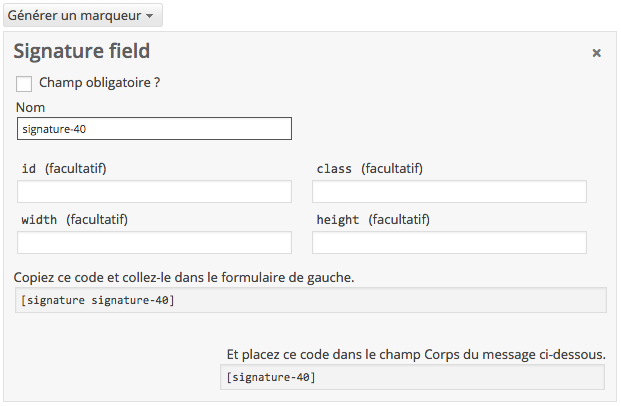 Générer un marqueur
Signature field
Champ obligatoire ?
Nom
signature-40
id (facultatif) class (facultatif)
width (facultatif) height (facultatif)
Copiez ce code et collez-le dans le formulaire de gauche.
[signature signature-40]
Et placez ce code dans le champ Corps du message ci-dessous.
[signature-40]